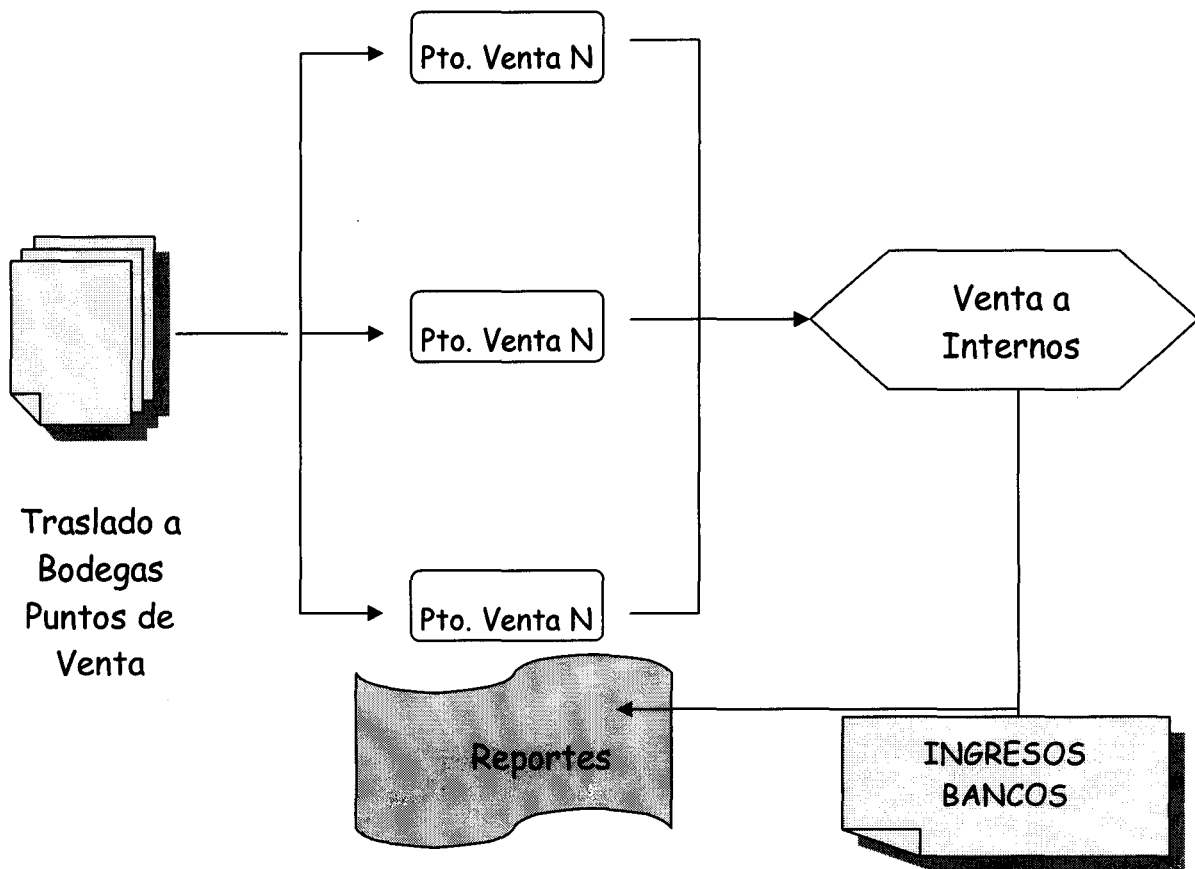 Pto. Venta N
Pto. Venta N
Venta a
Internos
Traslado a
Bodegas
Puntos de
Venta
Pto. Venta N
Reportes
INGRESOS
BANCOS